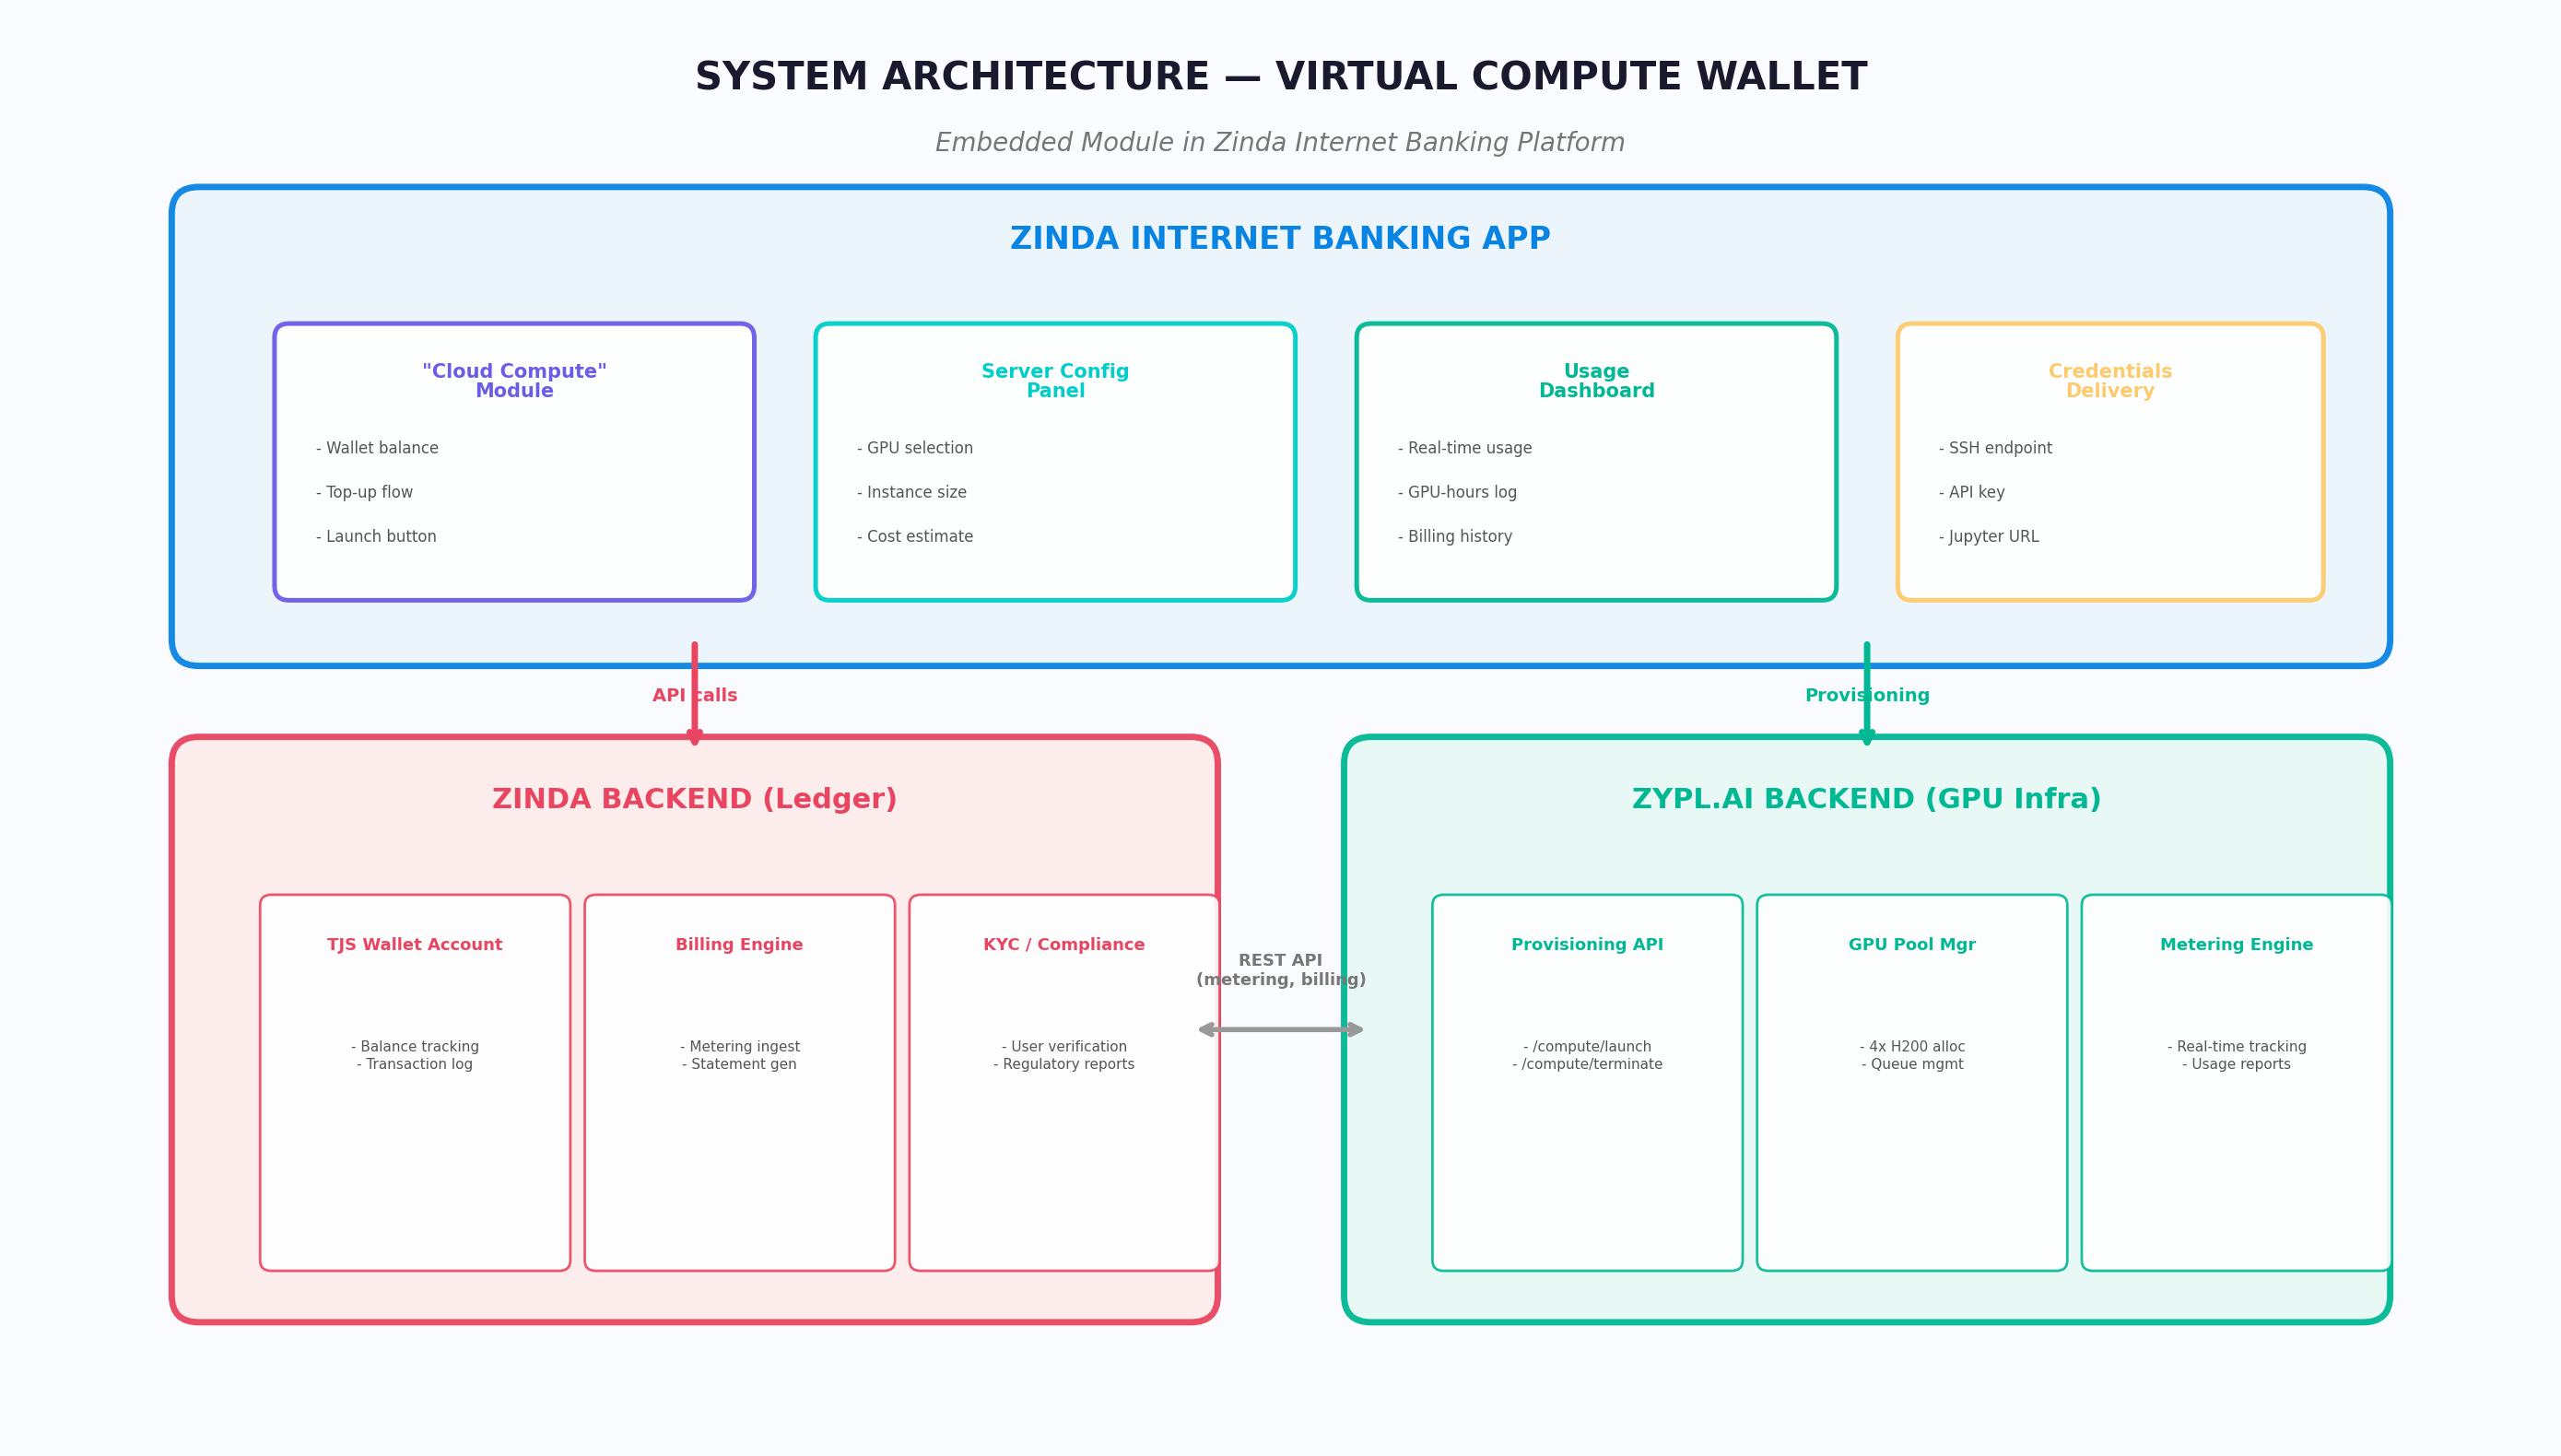 SYSTEM ARCHITECTURE — VIRTUAL COMPUTE WALLET
Embedded Module in Zinda Internet Banking Platform
ZINDA INTERNET BANKING APP
"Cloud Compute"
Module
- Wallet balance
- Top-up flow
- Launch button
Server Config
Panel
- GPU selection
- Instance size
- Cost estimate
Usage
Dashboard
- Real-time usage
- GPU-hours log
- Billing history
Credentials
Delivery
- SSH endpoint
- API key
- Jupyter URL
API calls
Provisioning
ZINDA BACKEND (Ledger)
TJS Wallet Account
- Balance tracking
- Transaction log
Billing Engine
- Metering ingest
- Statement gen
KYC / Compliance
- User verification
- Regulatory reports
REST API
(metering, billing)
ZYPL.AI BACKEND (GPU Infra)
Provisioning API
- /compute/launch
- /compute/terminate
GPU Pool Mgr
- 4x H200 alloc
- Queue mgmt
Metering Engine
- Real-time tracking
- Usage reports